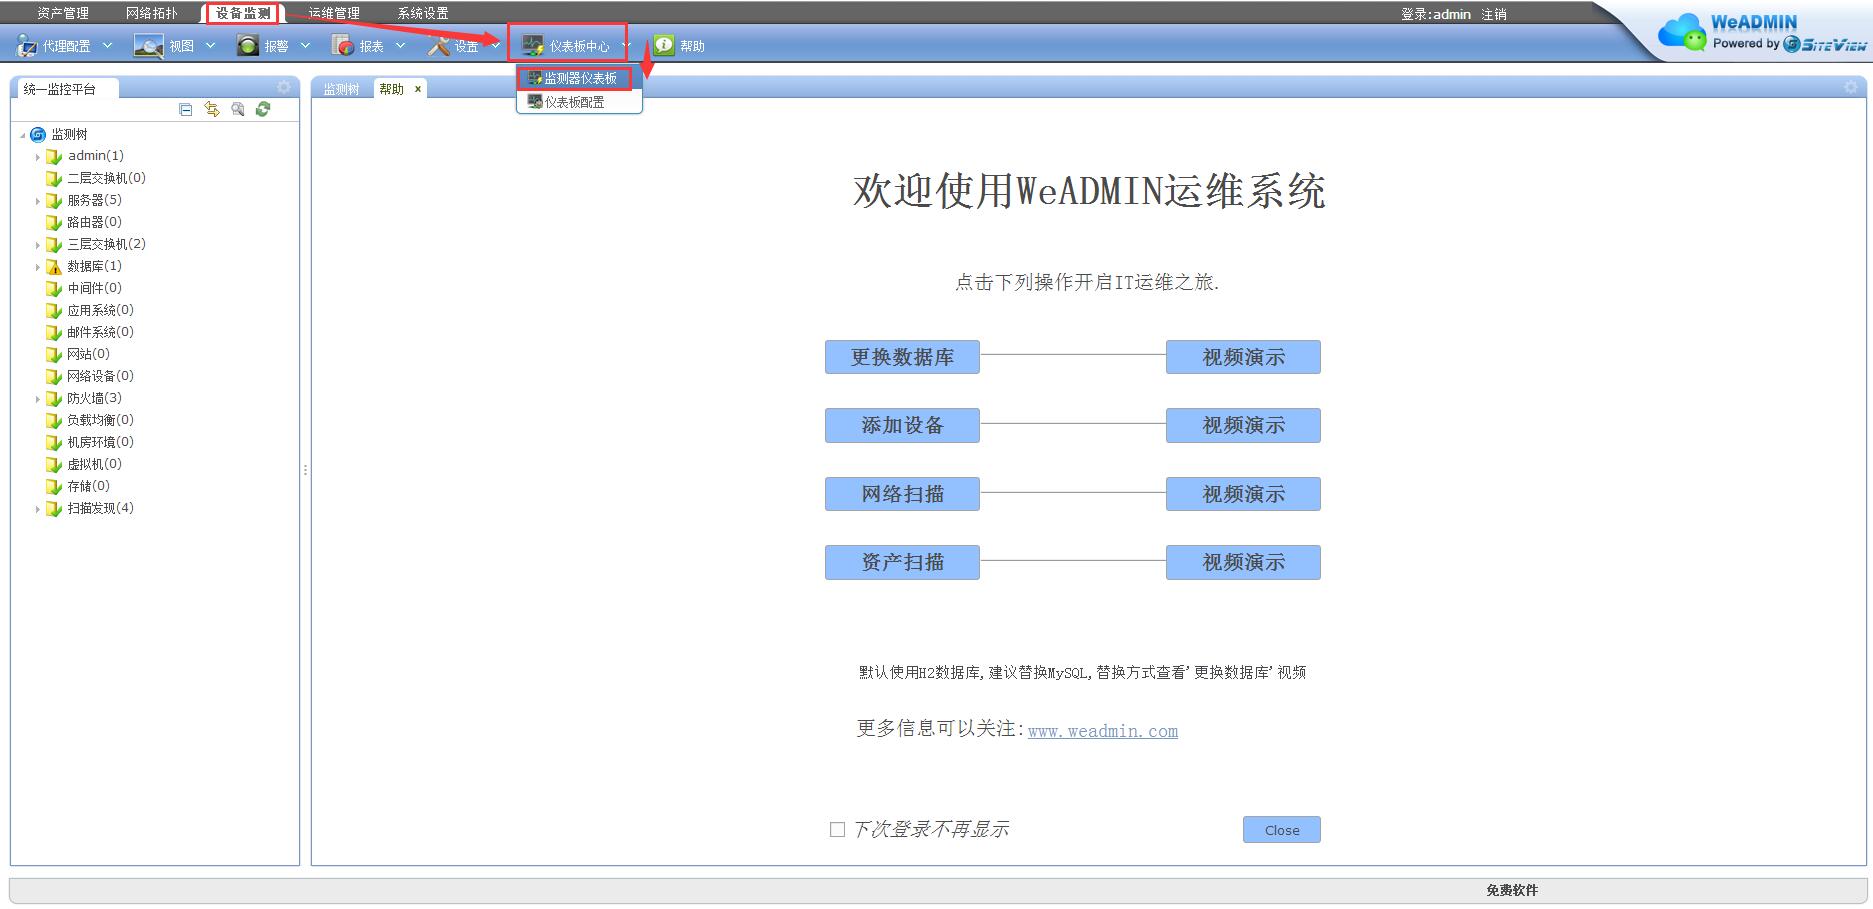 资产管理 网络拓扑 设备监测 运维管理 系统设置 登录:admin 注销
WeADMIN
Powered by SiteView
代理配置 视图 报警 报表 设置 仪表板中心 帮助
监测器仪表板
仪表板配置
统一监控平台
监测树 帮助 ×
监测树
admin(1)
二层交换机(0)
服务器(5)
路由器(0)
三层交换机(2)
数据库(1)
中间件(0)
应用系统(0)
邮件系统(0)
网站(0)
网络设备(0)
防火墙(3)
负载均衡(0)
机房环境(0)
虚拟机(0)
存储(0)
扫描发现(4)
欢迎使用WeADMIN运维系统
点击下列操作开启IT运维之旅.
更换数据库 视频演示
添加设备 视频演示
网络扫描 视频演示
资产扫描 视频演示
默认使用H2数据库,建议替换MySQL,替换方式查看'更换数据库'视频
更多信息可以关注:www.weadmin.com
下次登录不再显示 Close
免费软件